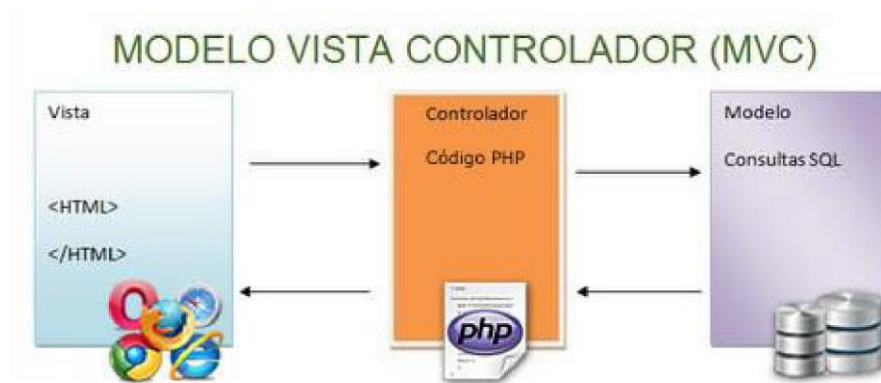 MODELO VISTA CONTROLADOR (MVC)
Vista
<HTML>
</HTML>
Controlador
Código PHP
php
Modelo
Consultas SQL